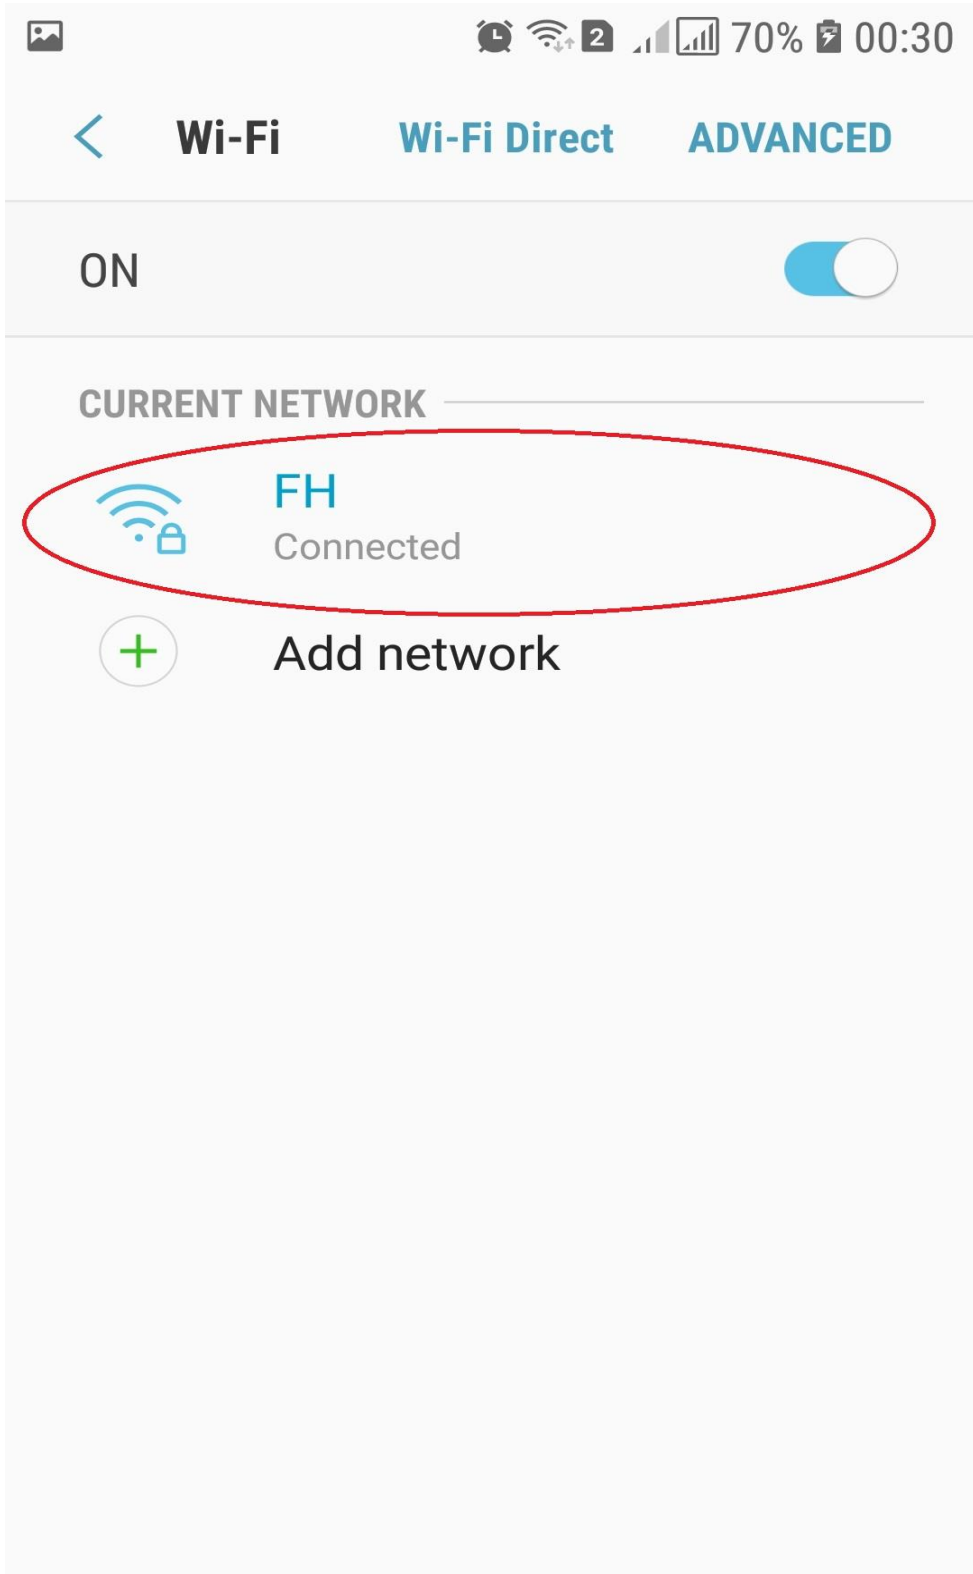 2 70% 00:30
Wi-Fi Wi-Fi Direct ADVANCED
ON
CURRENT NETWORK
FH
Connected
Add network